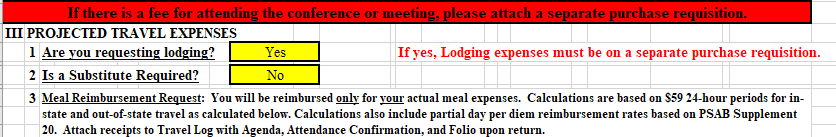 If there is a fee for attending the conference or meeting, please attach a separate purchase requisition.
III PROJECTED TRAVEL EXPENSES
1 Are you requesting lodging? Yes If yes, Lodging expenses must be on a separate purchase requisition.
2 Is a Substitute Required? No
3 Meal Reimbursement Request: You will be reimbursed only for your actual meal expenses. Calculations are based on $59 24-hour periods for in-
state and out-of-state travel as calculated below. Calculations also include partial day per diem reimbursement rates based on PSAB Supplement
20. Attach receipts to Travel Log with Agenda, Attendance Confirmation, and Folio upon return.